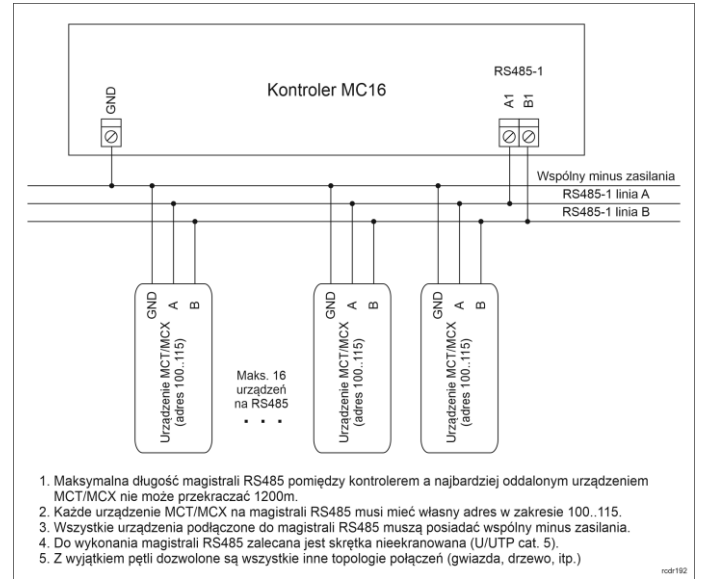 Kontroler MC16
RS485-1
GND
A1
B1
Wspólny minus zasilania
RS485-1 linia A
RS485-1 linia B
GND
A
B
Urządzenie MCT/MCX
(adres 100..115)
Maks. 16
urządzeń
na RS485
. . .
GND
A
B
Urządzenie MCT/MCX
(adres 100..115)
GND
A
B
Urządzenie MCT/MCX
(adres 100..115)
1. Maksymalna długość magistrali RS485 pomiędzy kontrolerem a najbardziej oddalonym urządzeniem
MCT/MCX nie może przekraczać 1200m.
2. Każde urządzenie MCT/MCX na magistrali RS485 musi mieć własny adres w zakresie 100..115.
3. Wszystkie urządzenia podłączone do magistrali RS485 muszą posiadać wspólny minus zasilania.
4. Do wykonania magistrali RS485 zalecana jest skrętka nieekranowana (U/UTP cat. 5).
5. Z wyjątkiem pętli dozwolone są wszystkie inne topologie połączeń (gwiazda, drzewo, itp.)
rcdr192